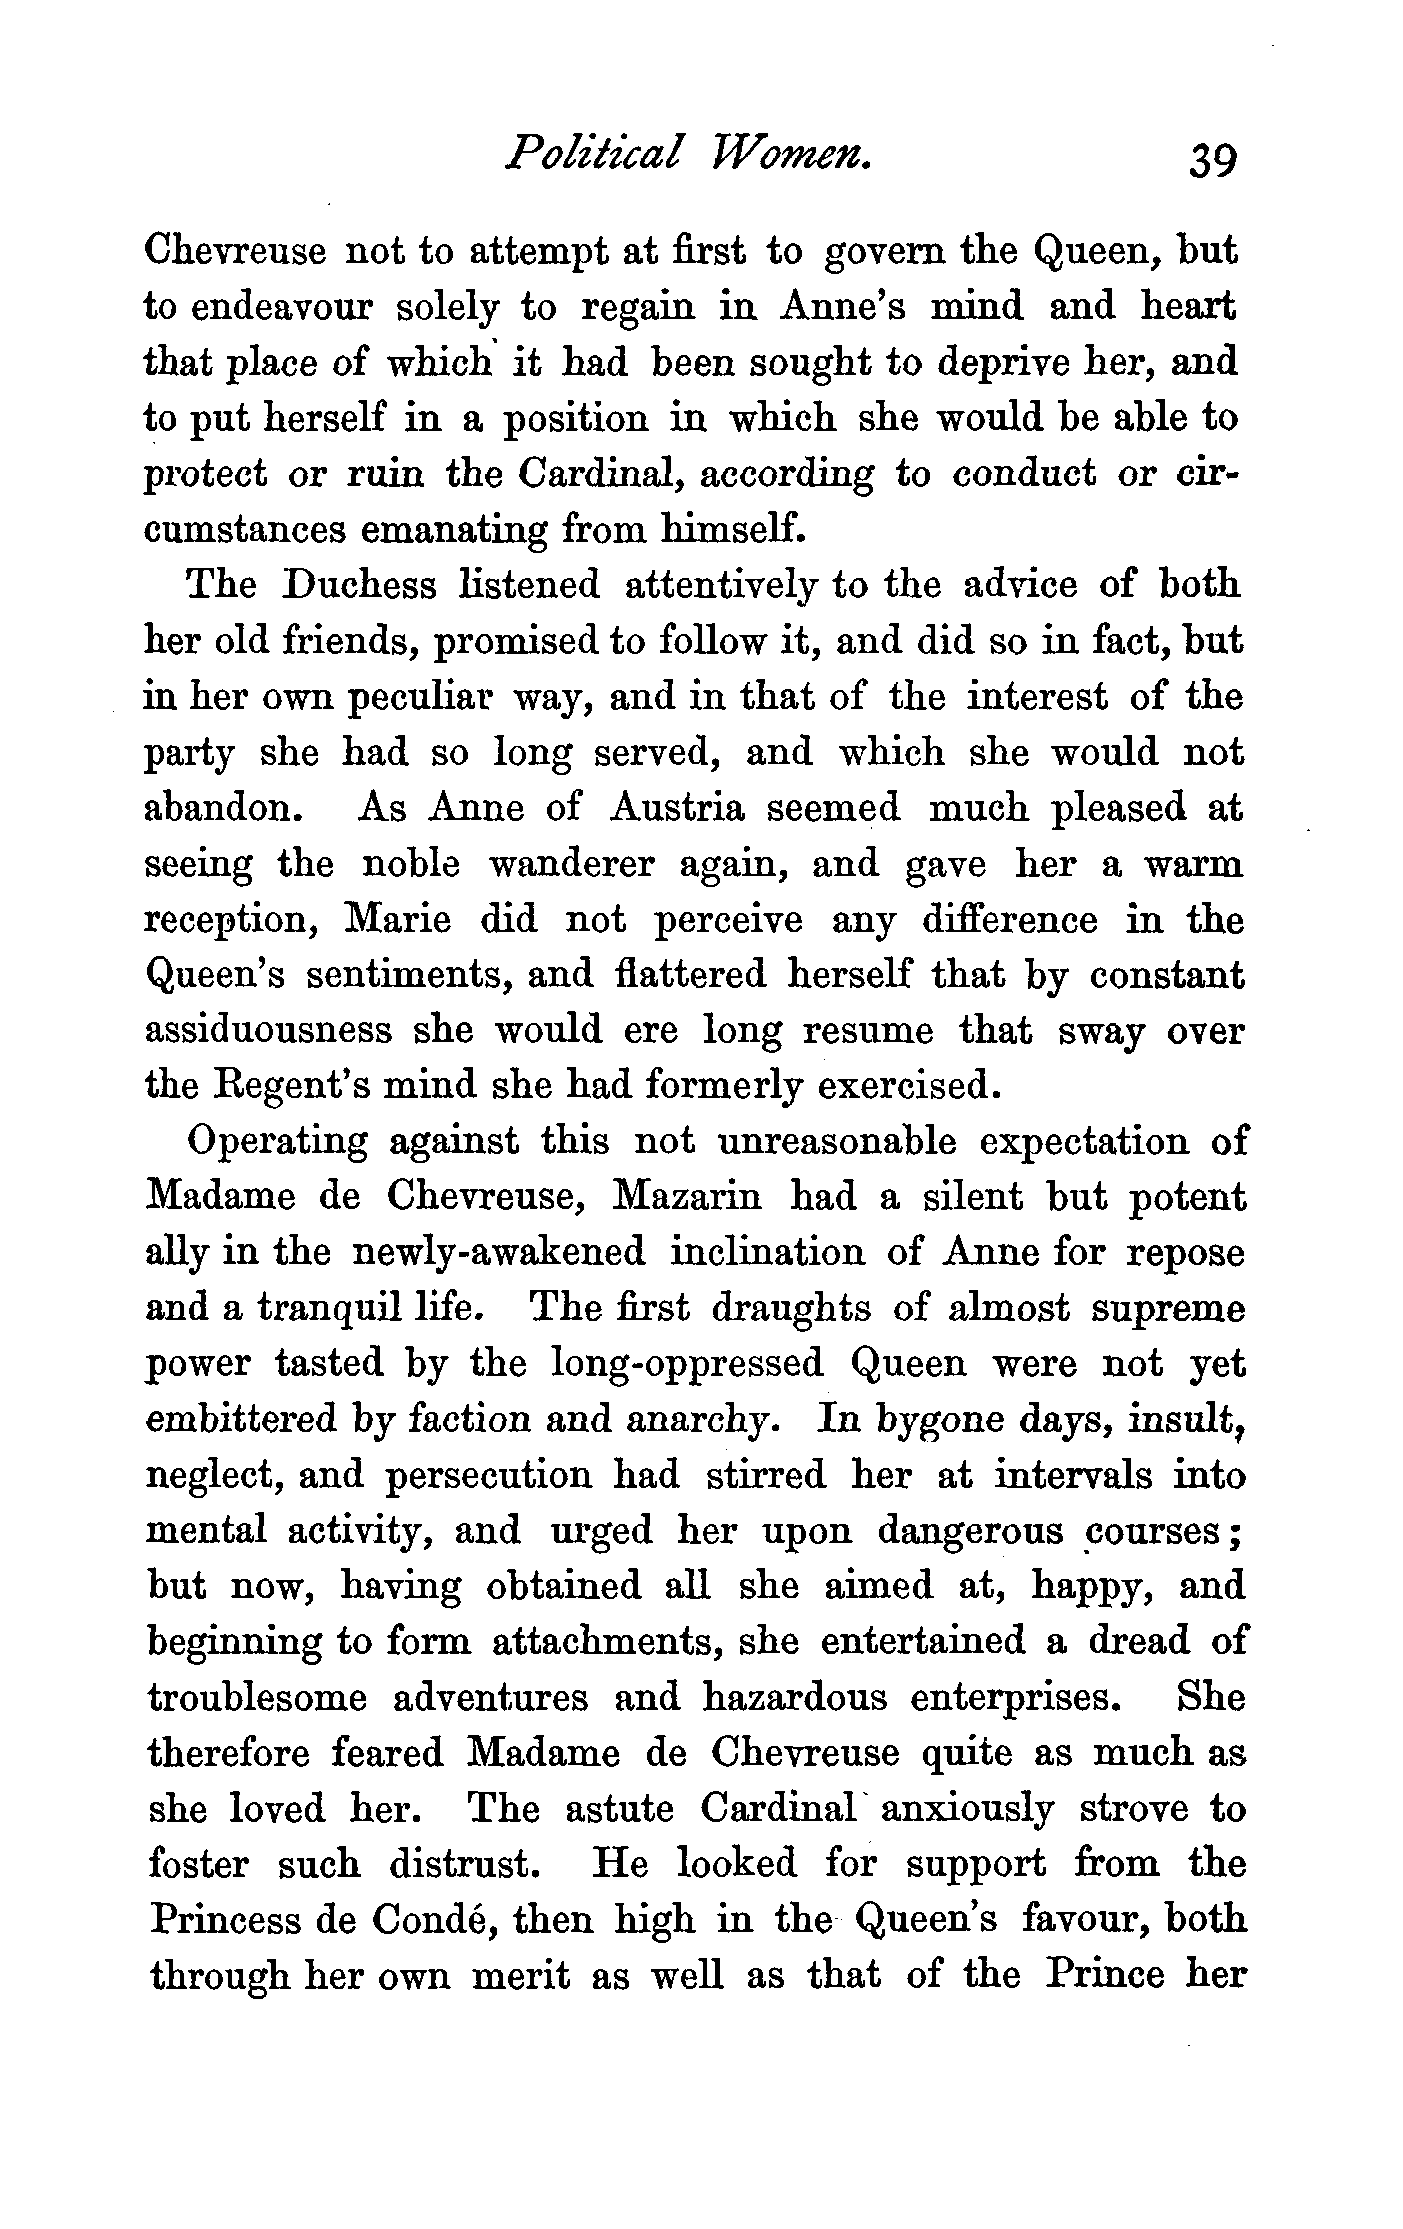 Political Women. 39
Chevreuse not to attempt at first to govern the Queen, but
to endeavour solely to regain in Anne's mind and heart
that place of which it had been sought to deprive her, and
to put herself in a position in which she would be able to
protect or ruin the Cardinal, according to conduct or cir-
cumstances emanating from himself.
The Duchess listened attentively to the advice of both
her old friends, promised to follow it, and did so in fact, but
in her own peculiar way, and in that of the interest of the
party she had so long served, and which she would not
abandon. As Anne of Austria seemed much pleased at
seeing the noble wanderer again, and gave her a warm
reception, Marie did not perceive any difference in the
Queen's sentiments, and flattered herself that by constant
assiduousness she would ere long resume that sway over
the Regent's mind she had formerly exercised.
Operating against this not unreasonable expectation of
Madame de Chevreuse, Mazarin had a silent but potent
ally in the newly-awakened inclination of Anne for repose
and a tranquil life. The first draughts of almost supreme
power tasted by the long-oppressed Queen were not yet
embittered by faction and anarchy. In bygone days, insult,
neglect, and persecution had stirred her at intervals into
mental activity, and urged her upon dangerous courses;
but now, having obtained all she aimed at, happy, and
beginning to form attachments, she entertained a dread of
troublesome adventures and hazardous enterprises. She
therefore feared Madame de Chevreuse quite as much as
she loved her. The astute Cardinal anxiously strove to
foster such distrust. He looked for support from the
Princess de Condé, then high in the Queen's favour, both
through her own merit as well as that of the Prince her